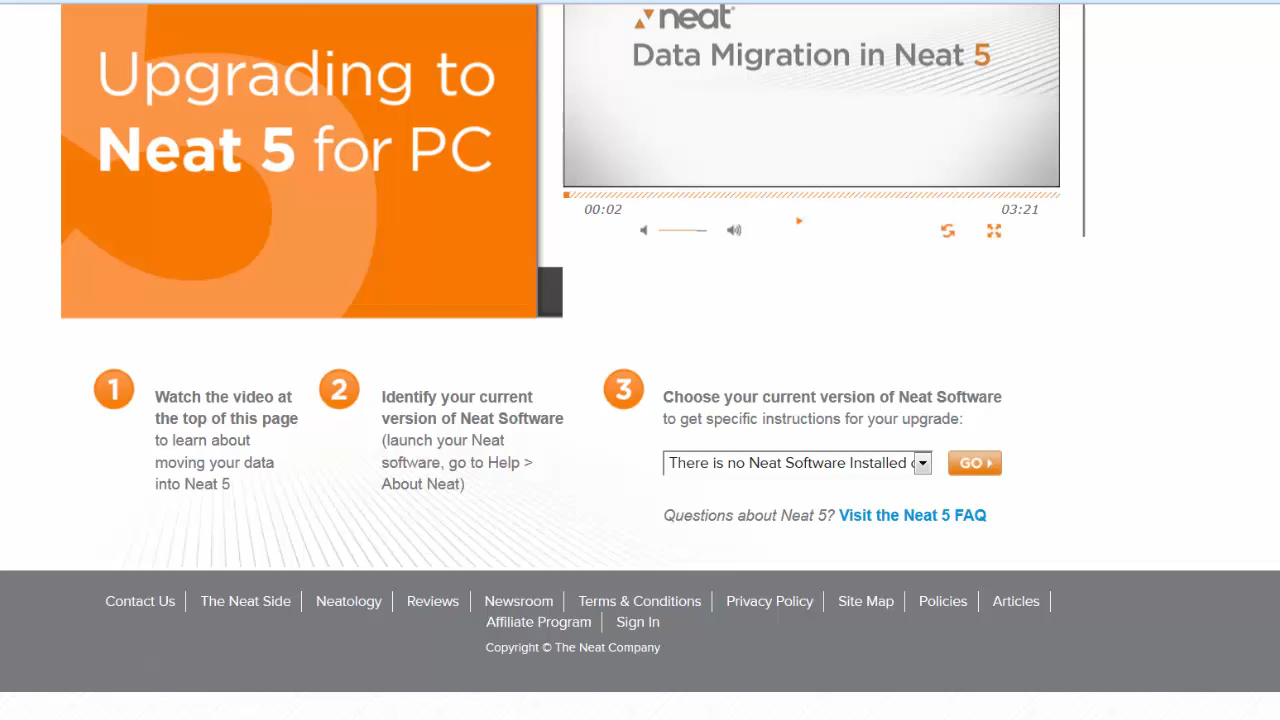 Upgrading to
Neat 5 for PC
neat
Data Migration in Neat 5
00:02
03:21
1
Watch the video at
the top of this page
to learn about
moving your data
into Neat 5
2
Identify your current
version of Neat Software
(launch your Neat
software, go to Help >
About Neat)
3
Choose your current version of Neat Software
to get specific instructions for your upgrade:
There is no Neat Software Installed
GO
Questions about Neat 5? Visit the Neat 5 FAQ
Contact Us
The Neat Side
Neatology
Reviews
Newsroom
Terms & Conditions
Privacy Policy
Site Map
Policies
Articles
Affiliate Program
Sign In
Copyright © The Neat Company